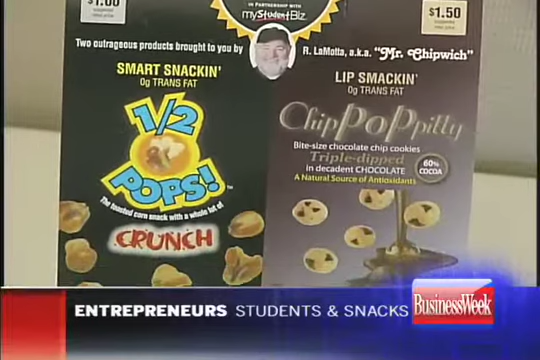 $1.00
suggested price
IN PARTNERSHIP WITH
myStudentBiz
$1.50
Two outrageous products brought to you by
R. LaMotta, a.k.a. "Mr. Chipwich"
SMART SNACKIN'
0g TRANS FAT
1/2
POPS!™
The toasted corn snack with a whole lot of
CRUNCH
LIP SMACKIN'
0g TRANS FAT
ChipPoPpitty
Bite-size chocolate chip cookies
Triple-dipped
in decadent CHOCOLATE
A Natural Source of Antioxidants
60%
COCOA
ENTREPRENEURS STUDENTS & SNACKS
BusinessWeek